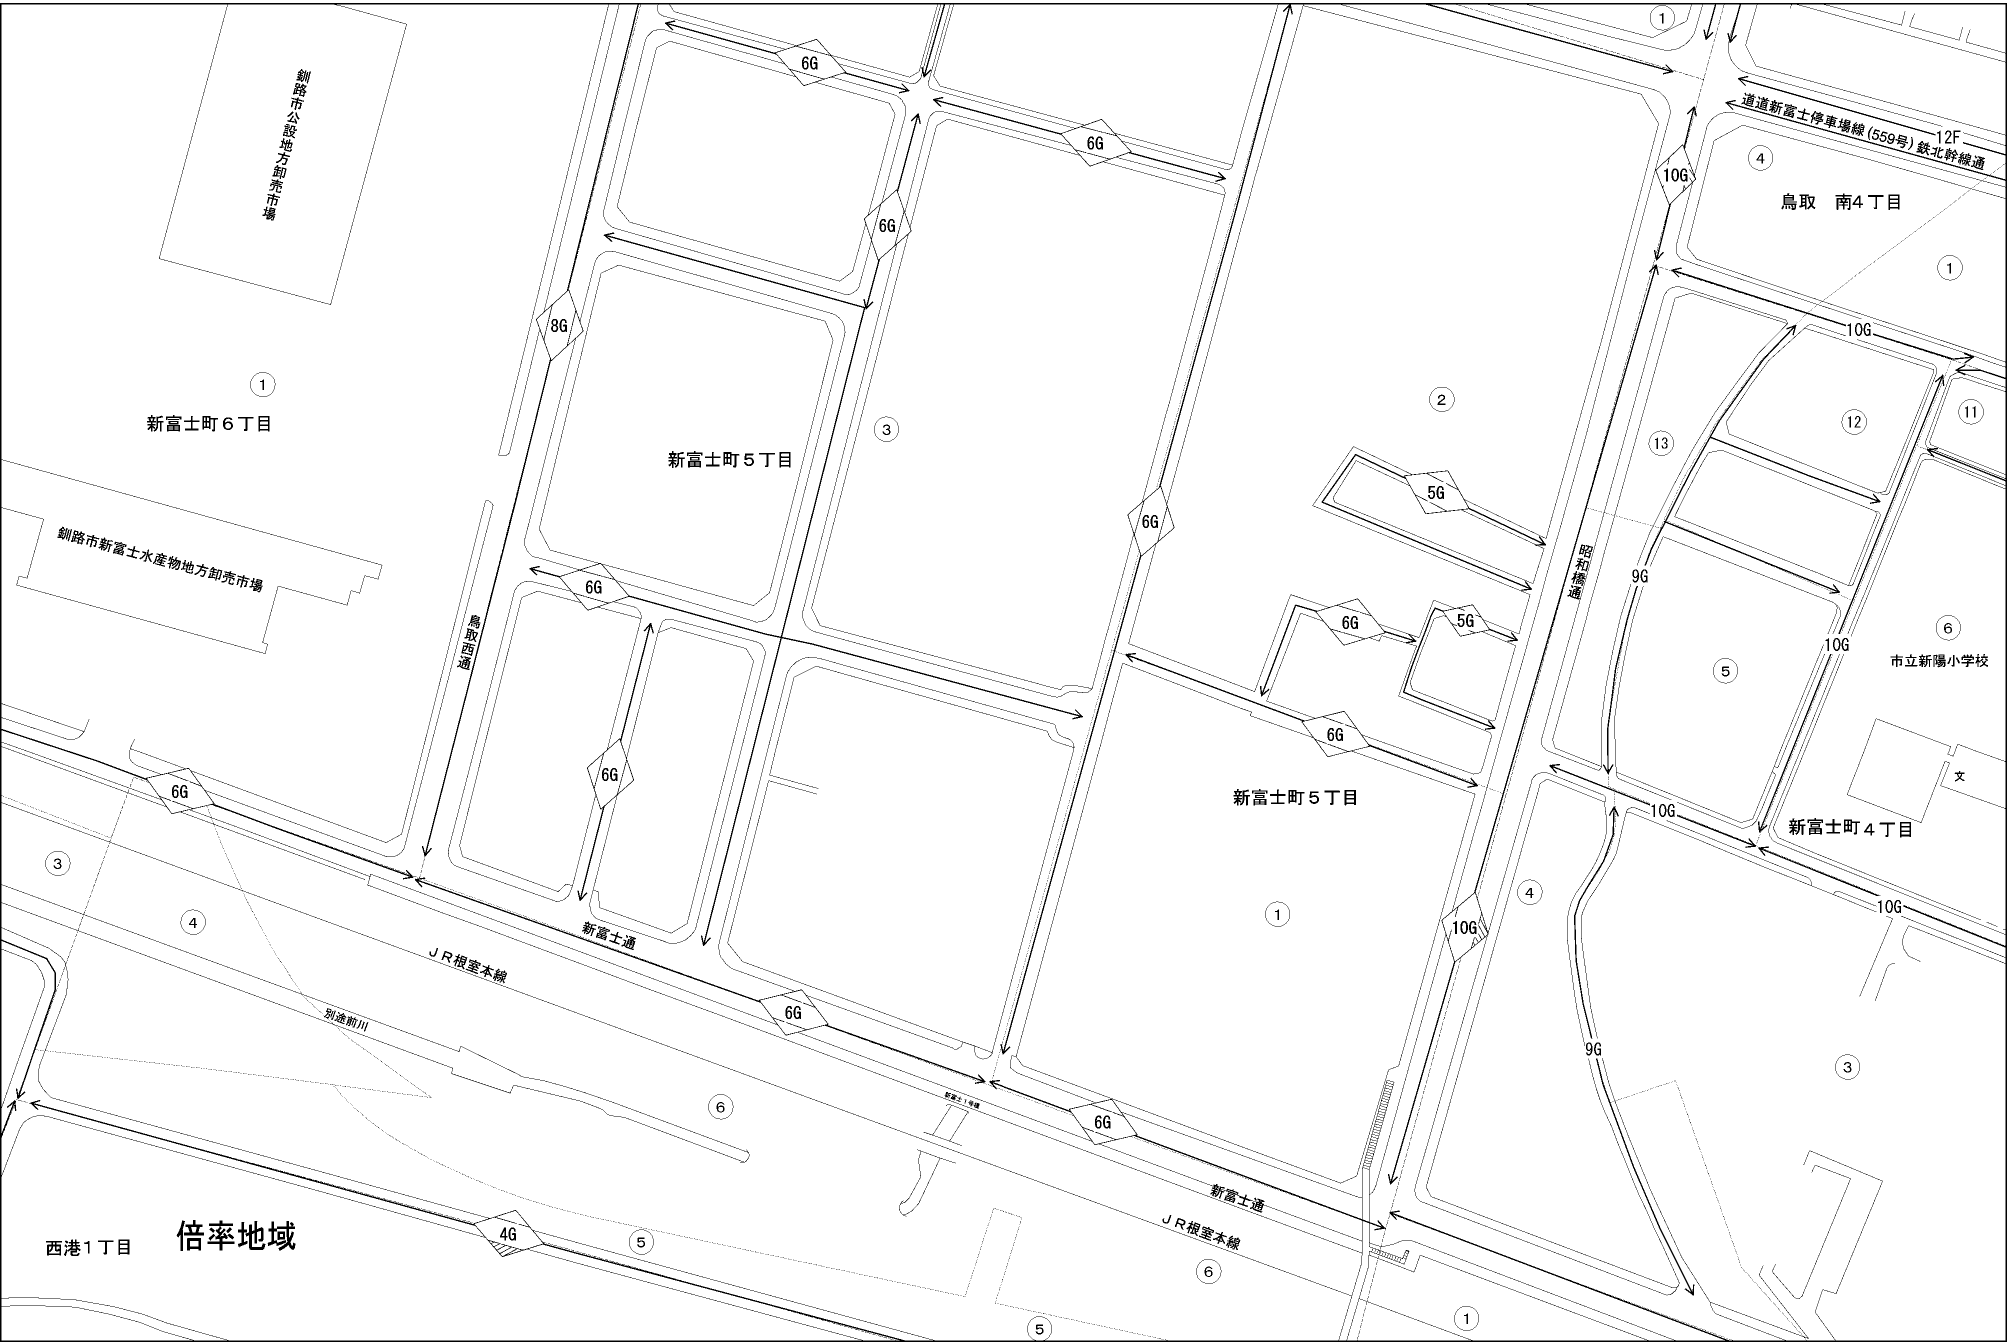 釧路市公設地方卸売市場
6G
6G
1
道道新富士停車場線(559号)鉄北幹線通
12F
4
10G
鳥取　南4丁目
6G
1
8G
10G
1
新富士町6丁目
3
新富士町5丁目
2
13
12
11
5G
6G
釧路市新富士水産物地方卸売市場
昭和橋通
9G
6G
6G
5G
鳥取西通
10G
6
市立新陽小学校
5
6G
6G
6G
新富士町5丁目
文
10G
新富士町4丁目
3
4
新富士通
JR根室本線
1
4
10G
10G
別途前川
6G
9G
3
6
新富士1号橋
6G
新富士通
JR根室本線
西港1丁目
倍率地域
4G
5
6
5
1